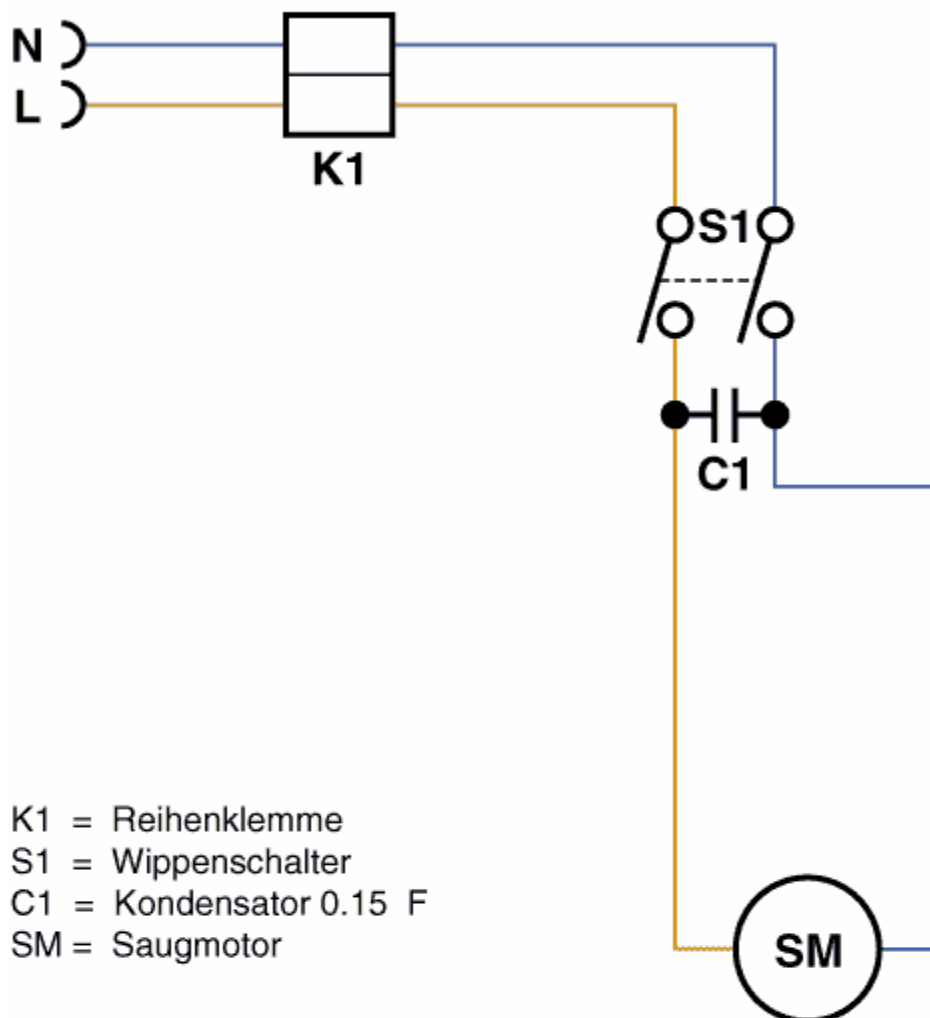 N
L
K1
S1
C1
K1 = Reihenklemme
S1 = Wippenschalter
C1 = Kondensator 0.15 F
SM = Saugmotor
SM